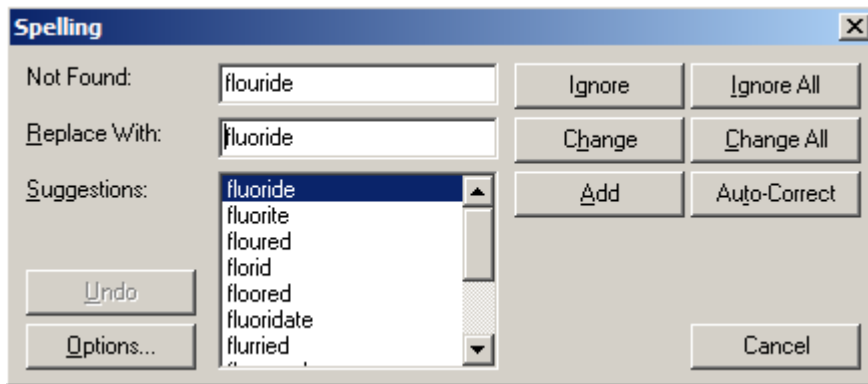 Spelling
Not Found: flouride Ignore Ignore All
Replace With: fluoride Change Change All
Suggestions: fluoride Add Auto-Correct
fluorite
floured
florid
floored
Undo fluoridate
Options... flurried Cancel